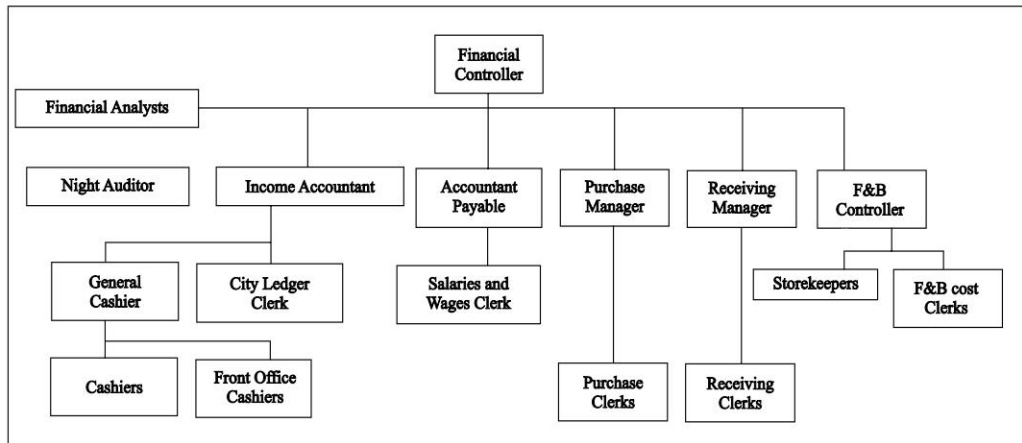 Financial
Controller
Financial Analysts
Night Auditor
Income Accountant
Accountant
Payable
Purchase
Manager
Receiving
Manager
F&B
Controller
General
Cashier
City Ledger
Clerk
Salaries and
Wages Clerk
Storekeepers
F&B cost
Clerks
Cashiers
Front Office
Cashiers
Purchase
Clerks
Receiving
Clerks